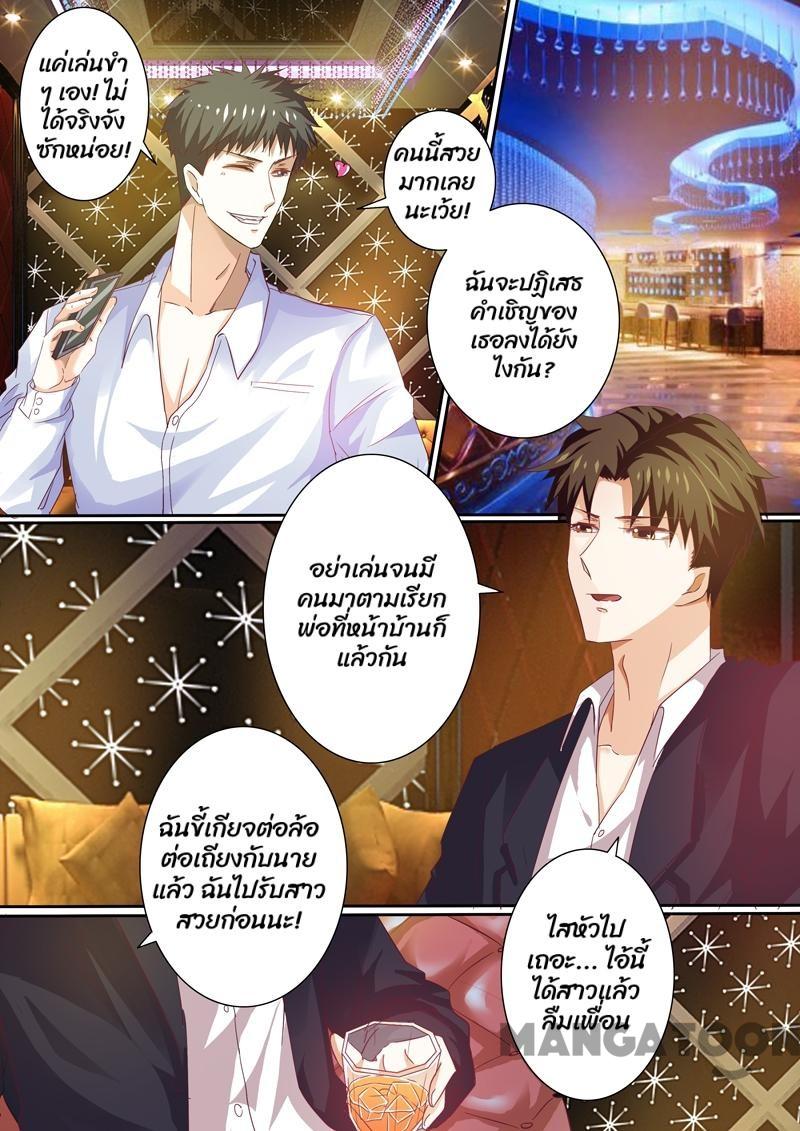 แค่เล่นขำ
ๆ เอง! ไม่
ได้จริงจัง
ซักหน่อย!
คนนี้สวย
มากเลย
นะเว้ย!
ฉันจะปฏิเสธ
คำเชิญของ
เธอลงได้ยัง
ไงกัน?
อย่าเล่นจนมี
คนมาตามเรียก
พ่อที่หน้าบ้านก็
แล้วกัน
ฉันขี้เกียจต่อล้อ
ต่อเถียงกับนาย
แล้ว ฉันไปรับสาว
สวยก่อนนะ!
ไสหัวไป
เถอะ... ไอ้นี่
ได้สาวแล้ว
ลืมเพื่อน
MANGATOON